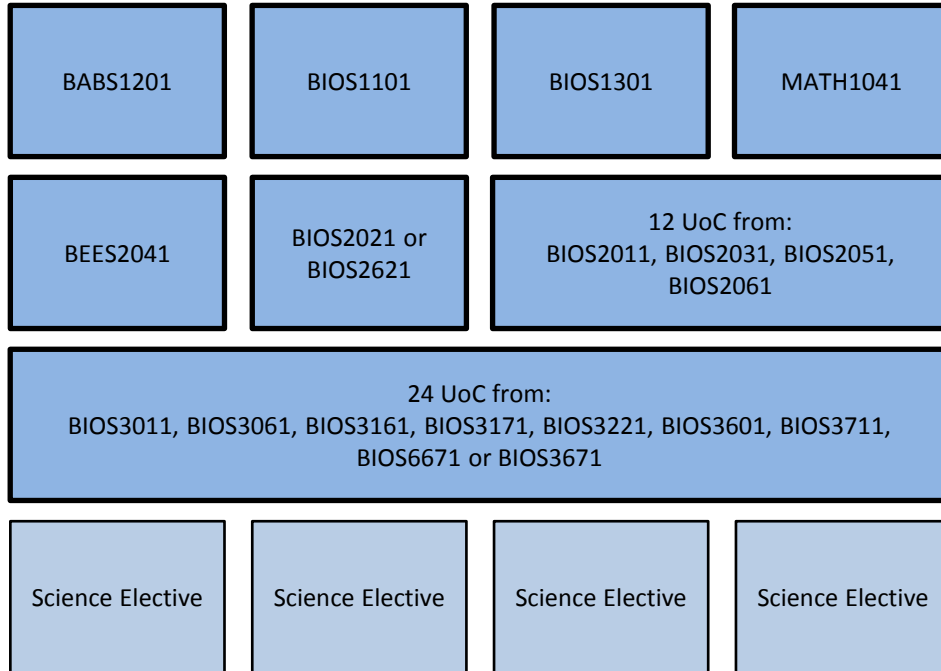 BABS1201
BIOS1101
BIOS1301
MATH1041
BEES2041
BIOS2021 or
BIOS2621
12 UoC from:
BIOS2011, BIOS2031, BIOS2051,
BIOS2061
24 UoC from:
BIOS3011, BIOS3061, BIOS3161, BIOS3171, BIOS3221, BIOS3601, BIOS3711,
BIOS6671 or BIOS3671
Science Elective
Science Elective
Science Elective
Science Elective